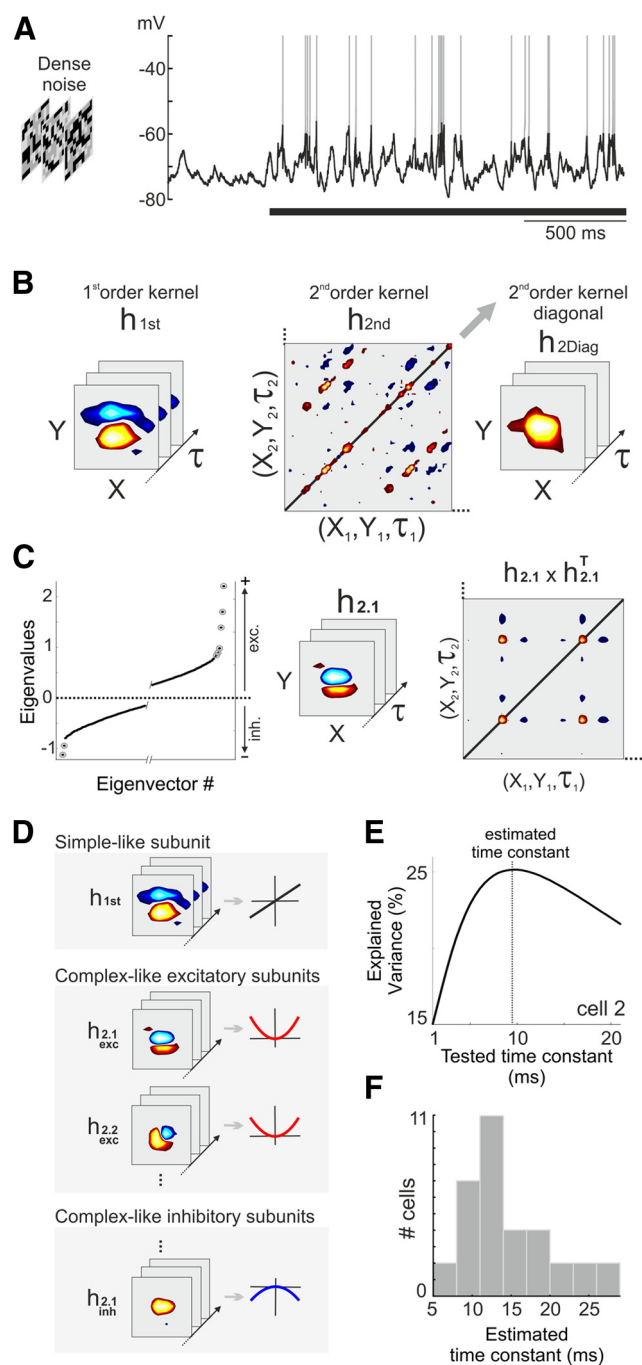 A
Dense
noise
mV
-40
-60
-80
500 ms
B
1st order kernel
h1st
Y
X
τ
2nd order kernel
h2nd
(X2,Y2,τ2)
(X1,Y1,τ1)
2nd order kernel
diagonal
h2Diag
Y
X
τ
C
Eigenvalues
2
1
0
-1
+
exc.
inh.
-
Eigenvector #
h2.1
Y
X
τ
h2.1 x h2.1T
(X2,Y2,τ2)
(X1,Y1,τ1)
D
Simple-like subunit
h1st
Complex-like excitatory subunits
h2.1
exc
h2.2
exc
⋮
Complex-like inhibitory subunits
⋮
h2.1
inh
E
estimated
time constant
Explained
Variance (%)
25
15
cell 2
1 10 20
Tested time constant
(ms)
F
# cells
11
0
5 10 15 20 25
Estimated
time constant (ms)